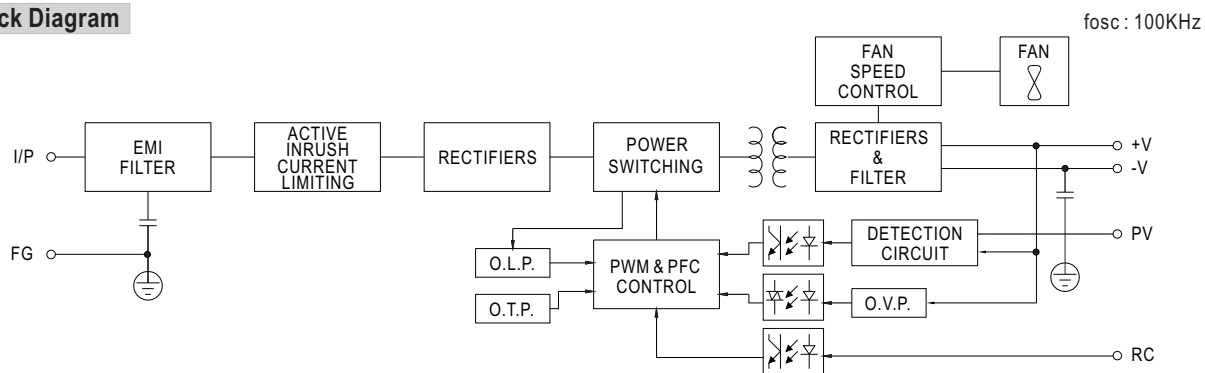 ck Diagram
fosc : 100KHz
FAN
SPEED
CONTROL
FAN
I/P
EMI
FILTER
ACTIVE
INRUSH
CURRENT
LIMITING
RECTIFIERS
POWER
SWITCHING
RECTIFIERS
&
FILTER
+V
-V
FG
O.L.P.
O.T.P.
PWM & PFC
CONTROL
DETECTION
CIRCUIT
PV
O.V.P.
RC